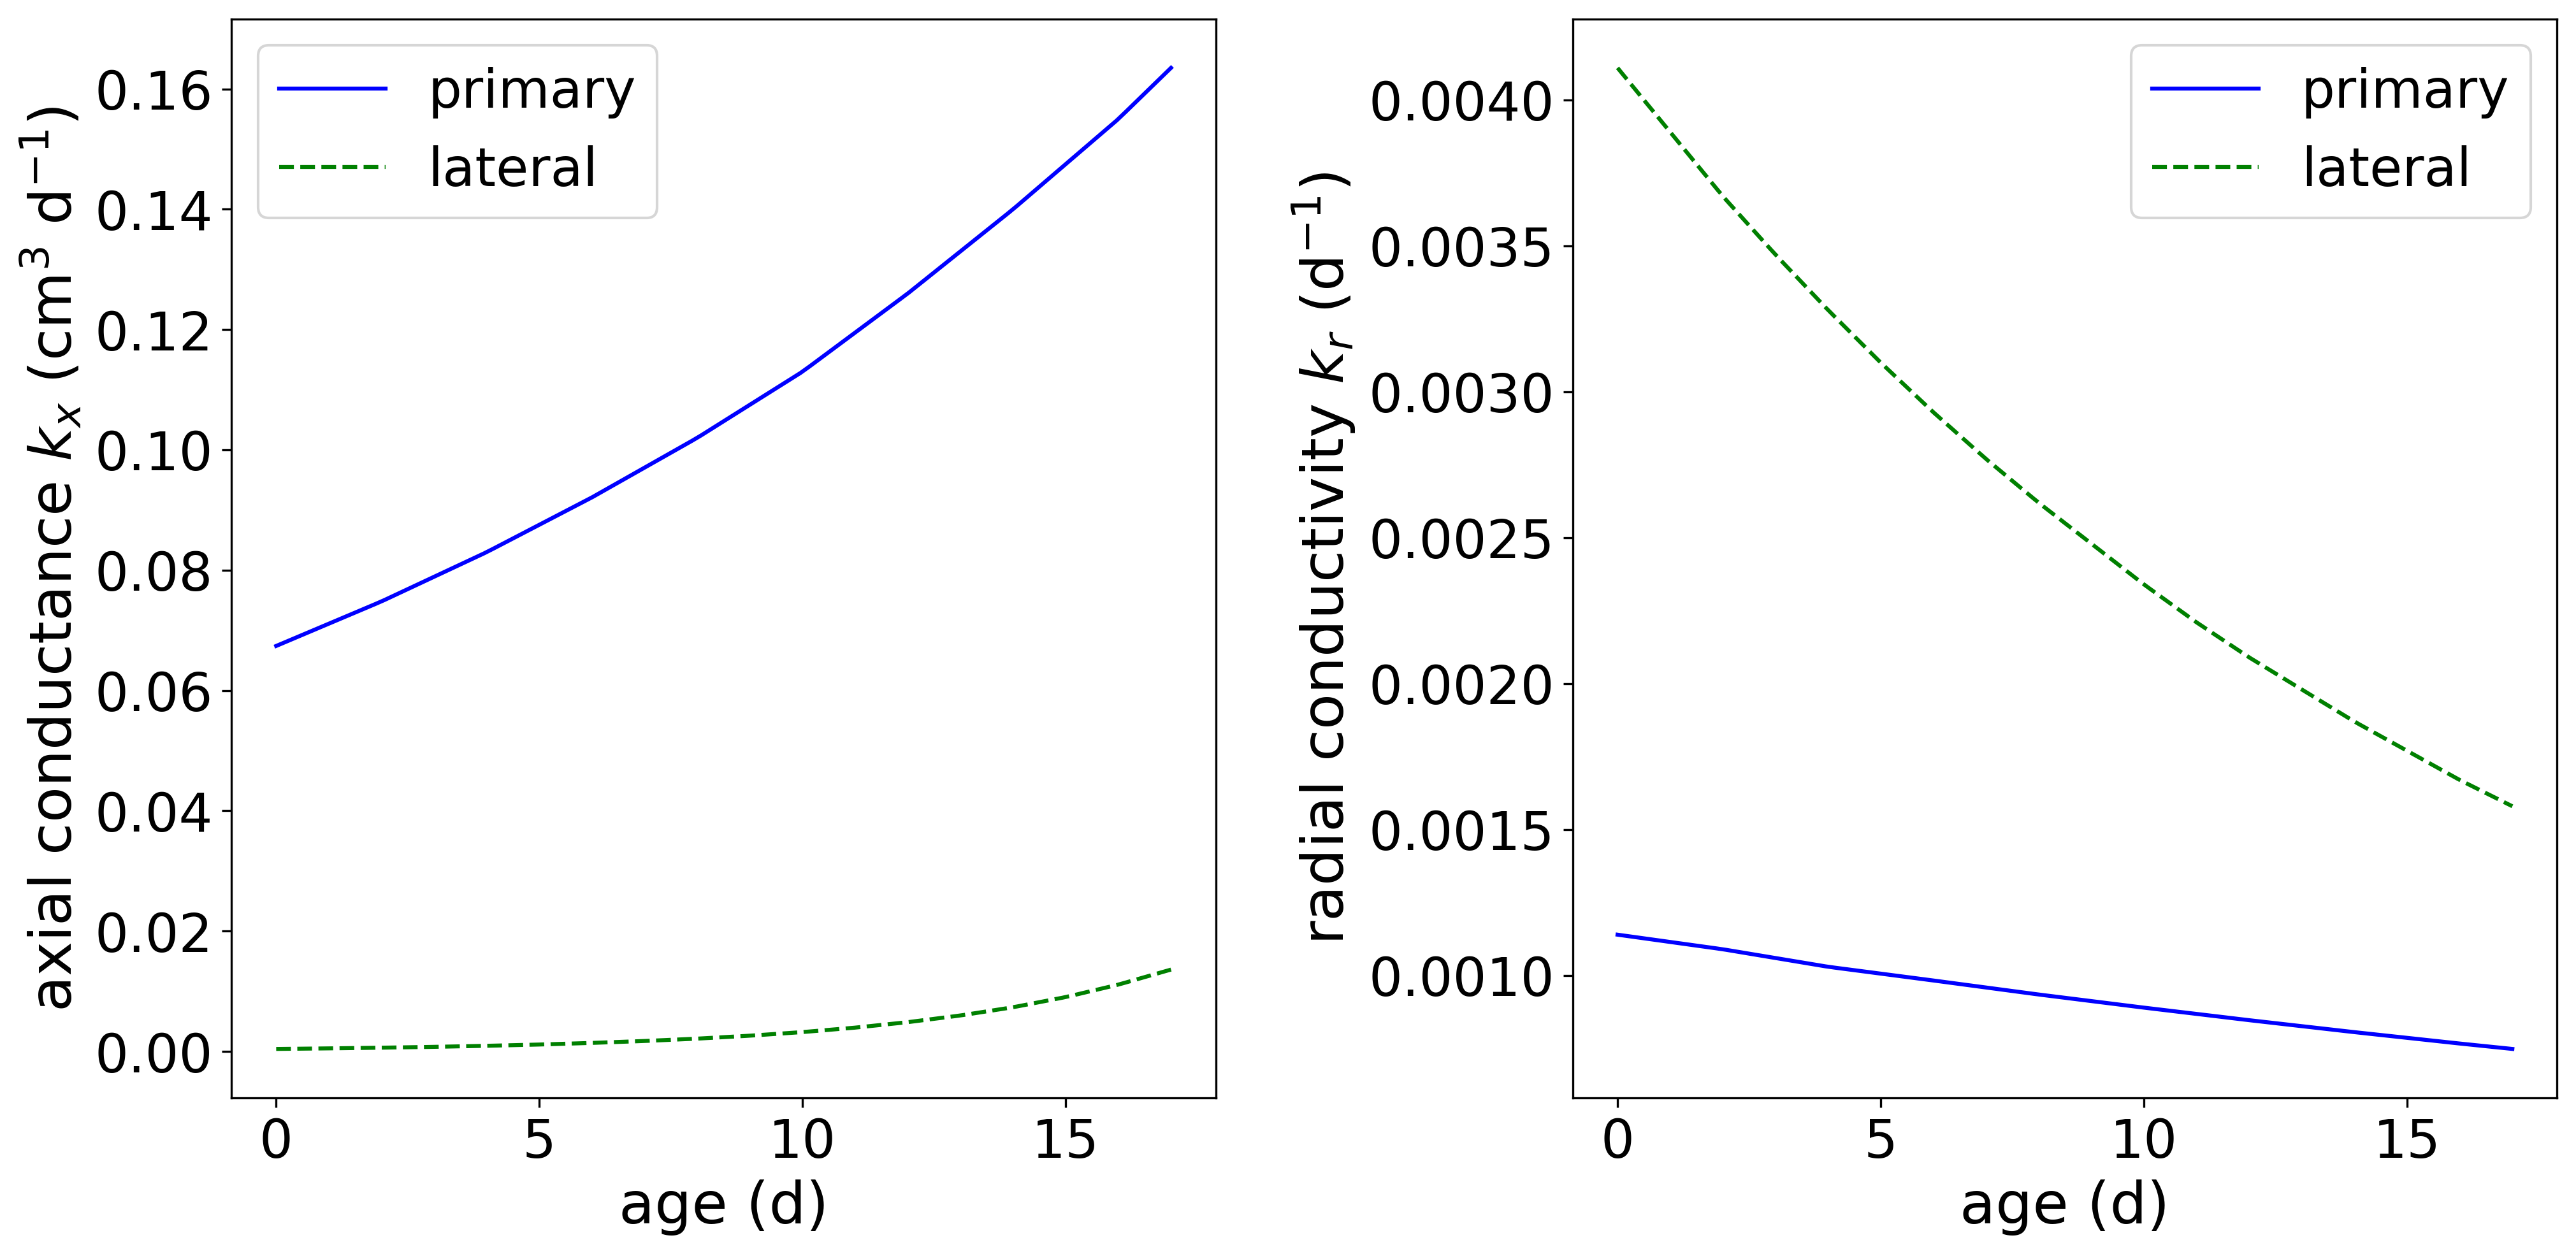 primary
lateral
axial conductance kₓ (cm³ d⁻¹)
0.16
0.14
0.12
0.10
0.08
0.06
0.04
0.02
0.00
0 5 10 15
age (d)
primary
lateral
radial conductivity kᵣ (d⁻¹)
0.0040
0.0035
0.0030
0.0025
0.0020
0.0015
0.0010
0 5 10 15
age (d)